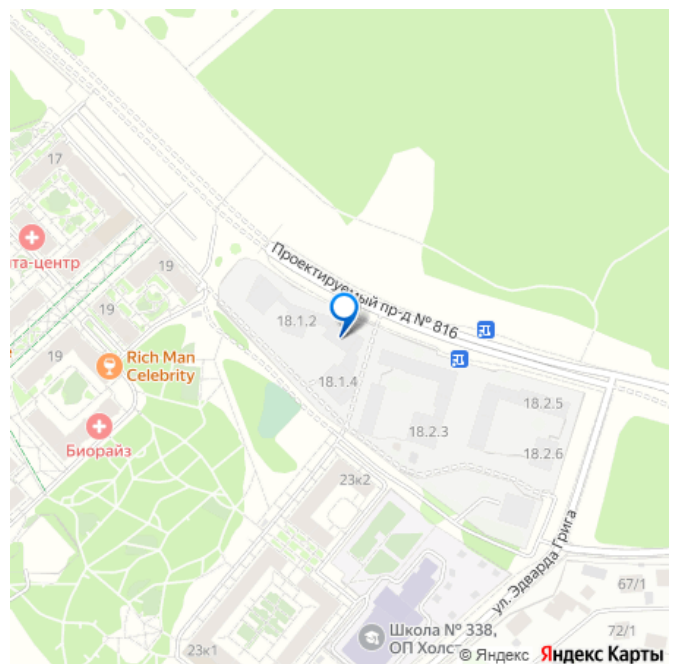 17
нта-центр
19
19
19
Rich Man
Celebrity
Биорайз
Проектируемый пр-д № 816
18.1.2
18.1.4
18.2.5
18.2.3
18.2.6
23к2
ул. Эдварда Грига
67/1
72/1
Школа № 338,
ОП Холс
23к1
© Яндекс Яндекс Карты